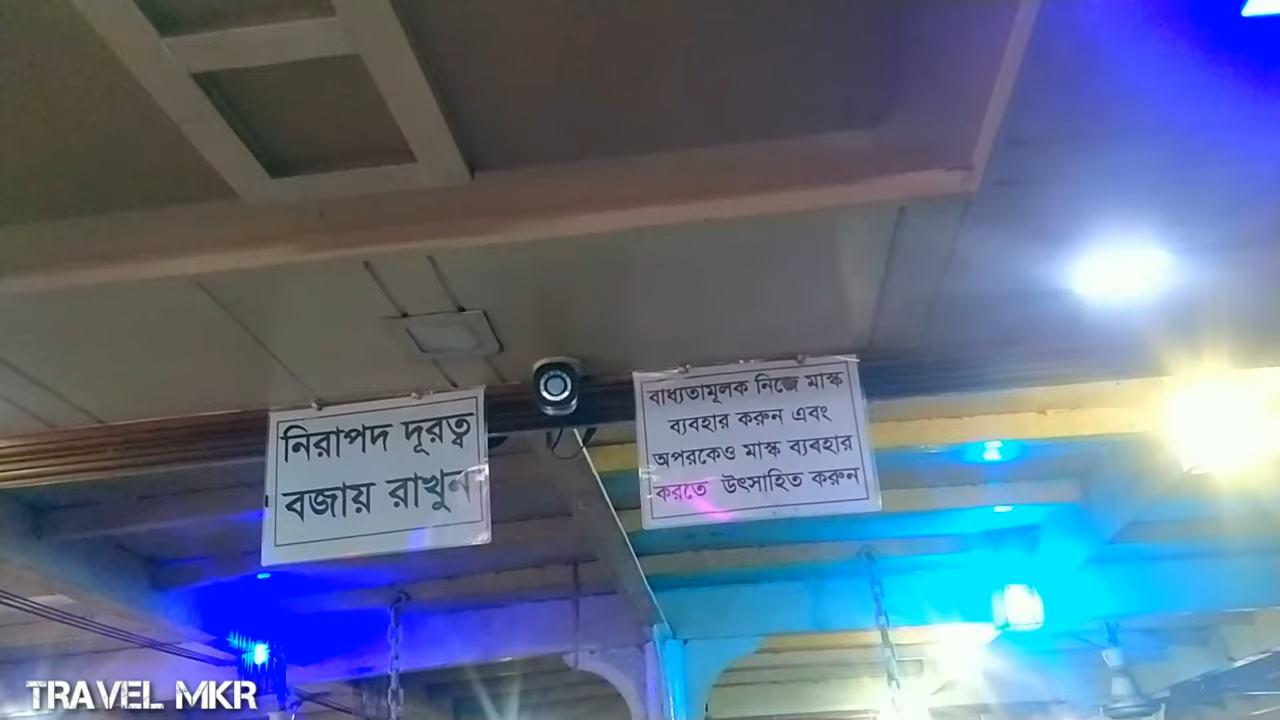 নিরাপদ দূরত্ব
বজায় রাখুন
বাধ্যতামূলক নিজে মাস্ক
ব্যবহার করুন এবং
অপরকেও মাস্ক ব্যবহার
করতে উৎসাহিত করুন
TRAVEL MKR